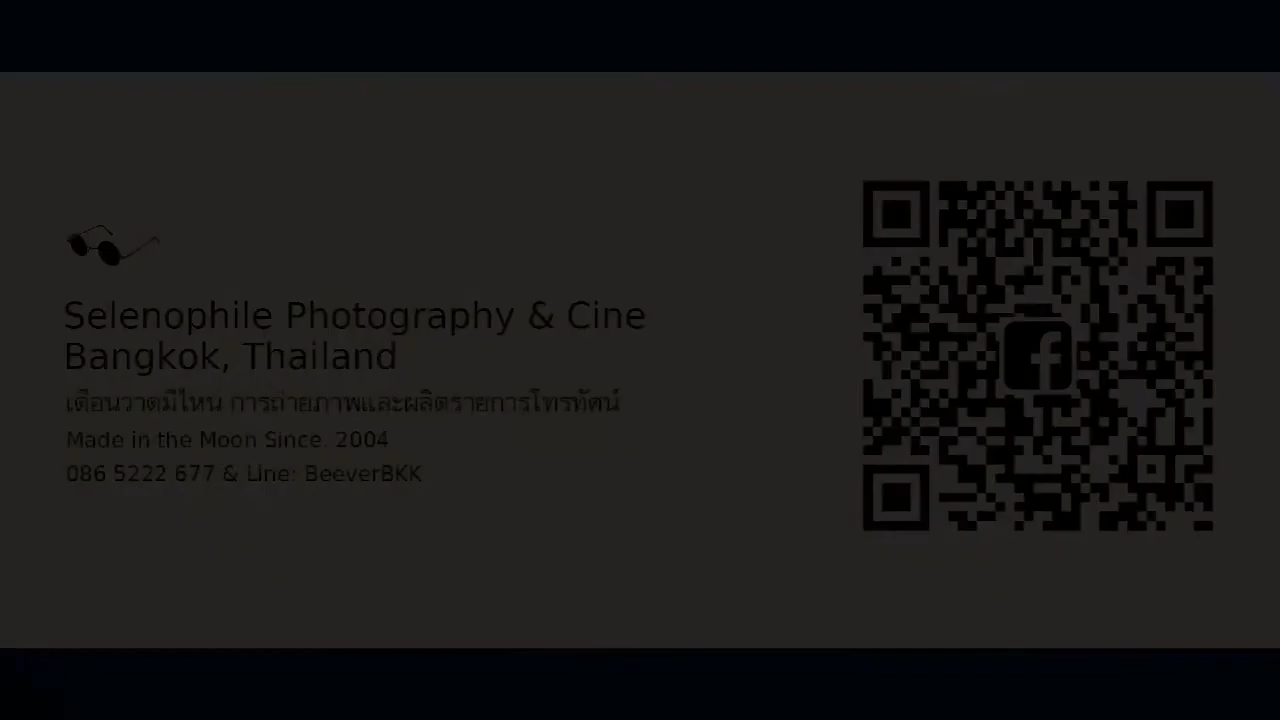 Selenophile Photography & Cine
Bangkok, Thailand
เดือนวาดมีไหน การถ่ายภาพและผลิตรายการโทรทัศน์
Made in the Moon Since. 2004
086 5222 677 & Line: BeeverBKK